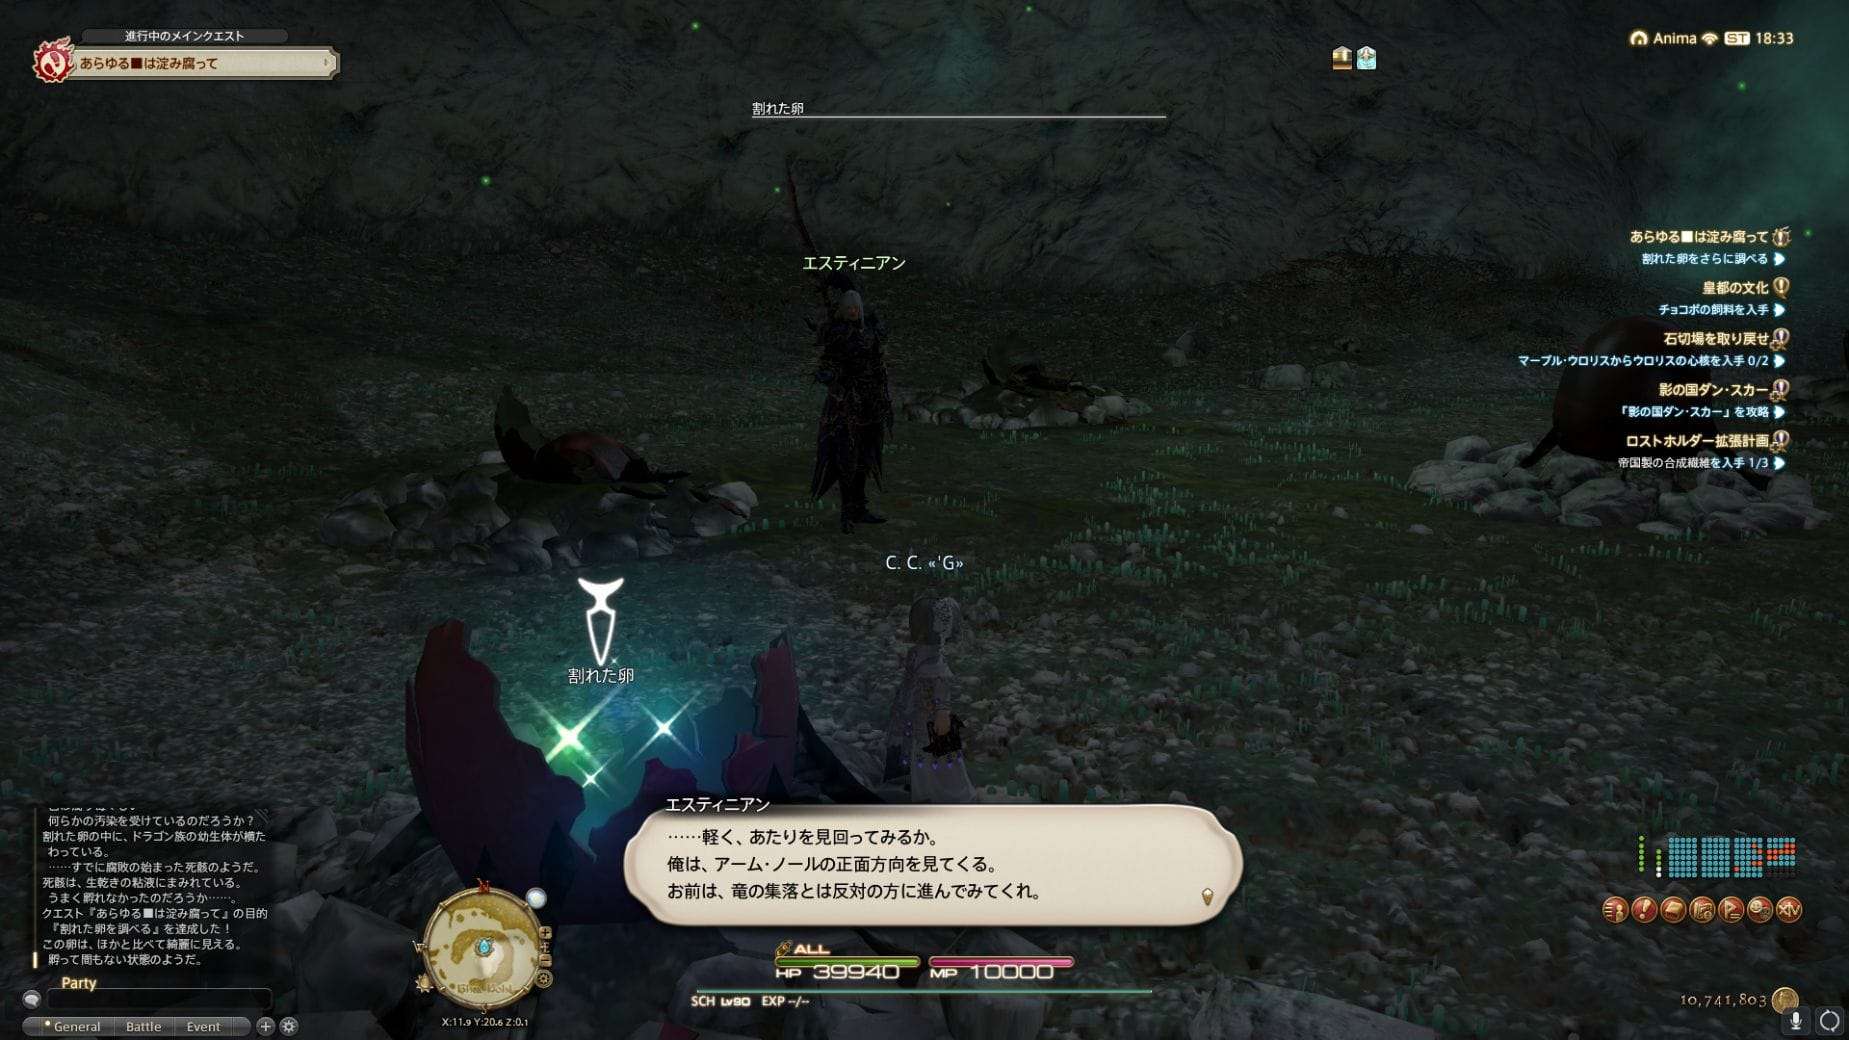 進行中のメインクエスト
あらゆる■は淀み腐って
Anima ST 18:33
割れた卵
エスティニアン
あらゆる■は淀み腐って
割れた卵をさらに調べる
皇都の文化
チョコボの飼料を入手
石切場を取り戻せ
マーブル・ウロリスからウロリスの心核を入手 0/2
影の国ダン・スカー
『影の国ダン・スカー』を攻略
ロストホルダー拡張計画
帝国製の合成繊維を入手 1/3
C. C. «'G»
割れた卵
エスティニアン
……軽く、あたりを見回ってみるか。
俺は、アーム・ノールの正面方向を見てくる。
お前は、竜の集落とは反対の方に進んでみてくれ。
何らかの汚染を受けているのだろうか？
割れた卵の中に、ドラゴン族の幼生体が横た
わっている。
……すでに腐敗の始まった死骸のようだ。
死骸は、生乾きの粘液にまみれている。
うまく孵れなかったのだろうか……。
クエスト『あらゆる■は淀み腐って』の目的
『割れた卵を調べる』を達成した！
この卵は、ほかと比べて綺麗に見える。
孵って間もない状態のようだ。
Party
General Battle Event
N
X:11.9 Y:20.6 Z:0.1
ALL
HP 39940 MP 10000
SCH Lv90 EXP --/--
XIV
10,741,803